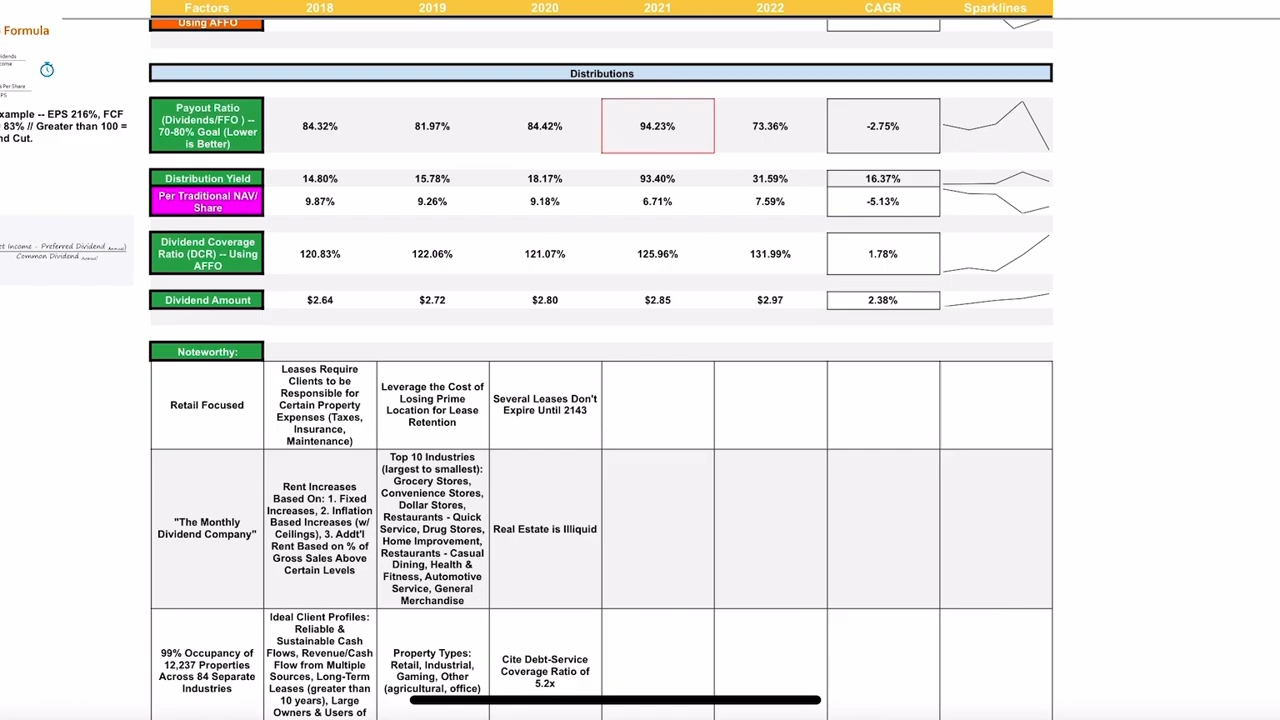 Factors 2018 2019 2020 2021 2022 CAGR Sparklines
Using AFFO
Formula
Per Share
xample -- EPS 216%, FCF
83% // Greater than 100 =
nd Cut.
et Income - Preferred Dividend
Common Dividend
Distributions
Payout Ratio
(Dividends/FFO ) --
70-80% Goal (Lower
is Better)
84.32% 81.97% 84.42% 94.23% 73.36% -2.75%
Distribution Yield 14.80% 15.78% 18.17% 93.40% 31.59% 16.37%
Per Traditional NAV/
Share
9.87% 9.26% 9.18% 6.71% 7.59% -5.13%
Dividend Coverage
Ratio (DCR) -- Using
AFFO
120.83% 122.06% 121.07% 125.96% 131.99% 1.78%
Dividend Amount $2.64 $2.72 $2.80 $2.85 $2.97 2.38%
Noteworthy:
Retail Focused
Leases Require
Clients to be
Responsible for
Certain Property
Expenses (Taxes,
Insurance,
Maintenance)
Leverage the Cost of
Losing Prime
Location for Lease
Retention
Several Leases Don't
Expire Until 2143
"The Monthly
Dividend Company"
Rent Increases
Based On: 1. Fixed
Increases, 2. Inflation
Based Increases (w/
Ceilings), 3. Addt'l
Rent Based on % of
Gross Sales Above
Certain Levels
Top 10 Industries
(largest to smallest):
Grocery Stores,
Convenience Stores,
Dollar Stores,
Restaurants - Quick
Service, Drug Stores,
Home Improvement,
Restaurants - Casual
Dining, Health &
Fitness, Automotive
Service, General
Merchandise
Real Estate is Illiquid
99% Occupancy of
12,237 Properties
Across 84 Separate
Industries
Ideal Client Profiles:
Reliable &
Sustainable Cash
Flows, Revenue/Cash
Flow from Multiple
Sources, Long-Term
Leases (greater than
10 years), Large
Owners & Users of
Property Types:
Retail, Industrial,
Gaming, Other
(agricultural, office)
Cite Debt-Service
Coverage Ratio of
5.2x